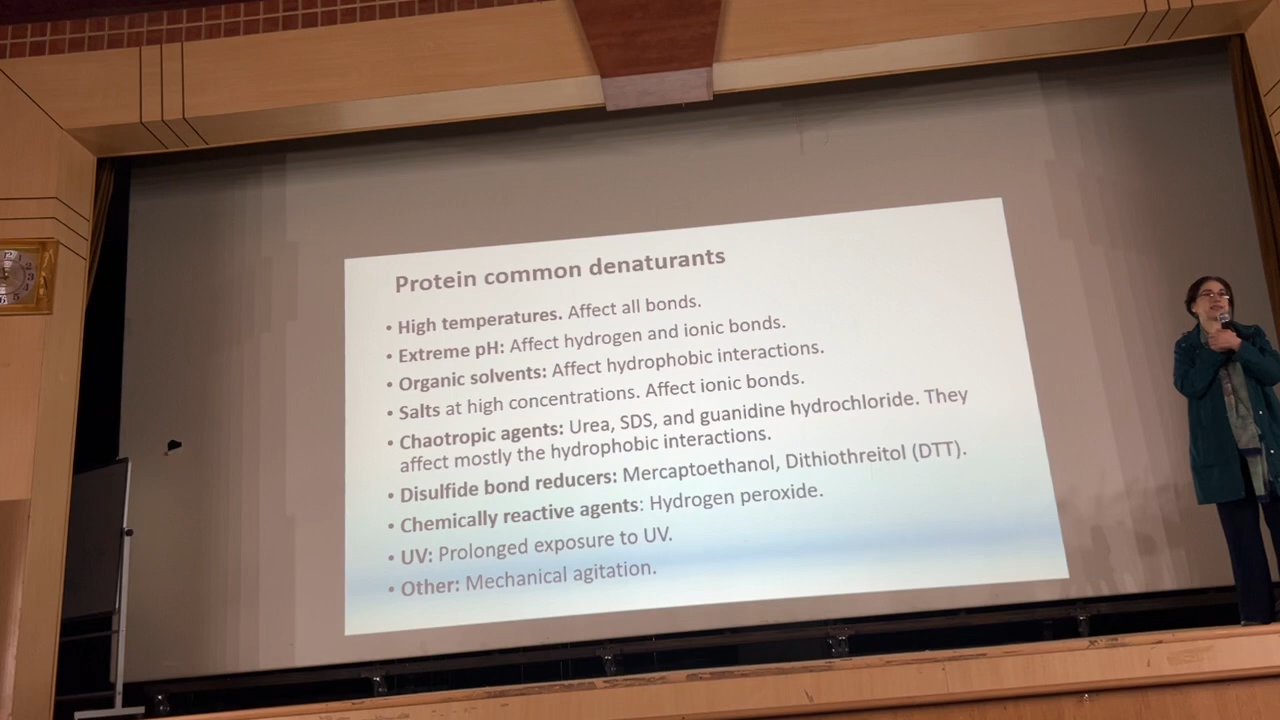 Protein common denaturants
• High temperatures. Affect all bonds.
• Extreme pH: Affect hydrogen and ionic bonds.
• Organic solvents: Affect hydrophobic interactions.
• Salts at high concentrations. Affect ionic bonds.
• Chaotropic agents: Urea, SDS, and guanidine hydrochloride. They
affect mostly the hydrophobic interactions.
• Disulfide bond reducers: Mercaptoethanol, Dithiothreitol (DTT).
• Chemically reactive agents: Hydrogen peroxide.
• UV: Prolonged exposure to UV.
• Other: Mechanical agitation.